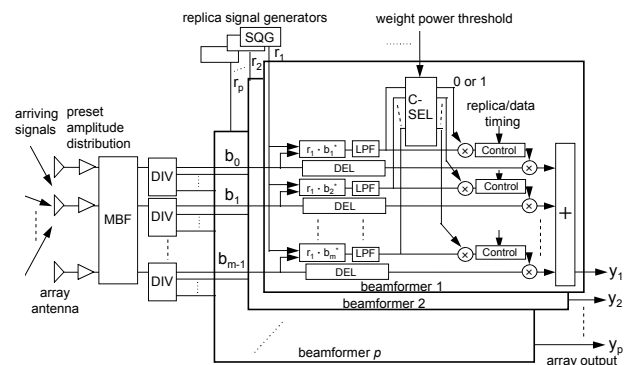 replica signal generators
SQG
r1
r2
rp
weight power threshold
0 or 1
C-
SEL
replica/data
timing
arriving
signals
preset
amplitude
distribution
MBF
DIV
DIV
DIV
b0
b1
bm-1
r1 · b1*
LPF
DEL
Control
r1 · b2*
LPF
DEL
Control
r1 · bm*
LPF
DEL
Control
+
array
antenna
beamformer 1
beamformer 2
beamformer p
y1
y2
yp
array output